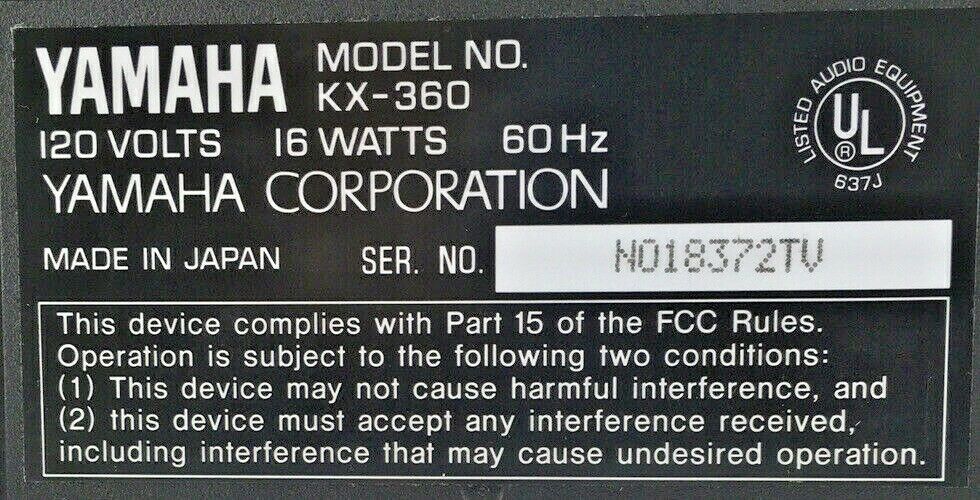 YAMAHA MODEL NO.
KX-360
120 VOLTS 16 WATTS 60 Hz
YAMAHA CORPORATION
MADE IN JAPAN SER. NO. N018372TV
LISTED AUDIO EQUIPMENT
UL
®
637J
This device complies with Part 15 of the FCC Rules.
Operation is subject to the following two conditions:
(1) This device may not cause harmful interference, and
(2) this device must accept any interference received,
including interference that may cause undesired operation.